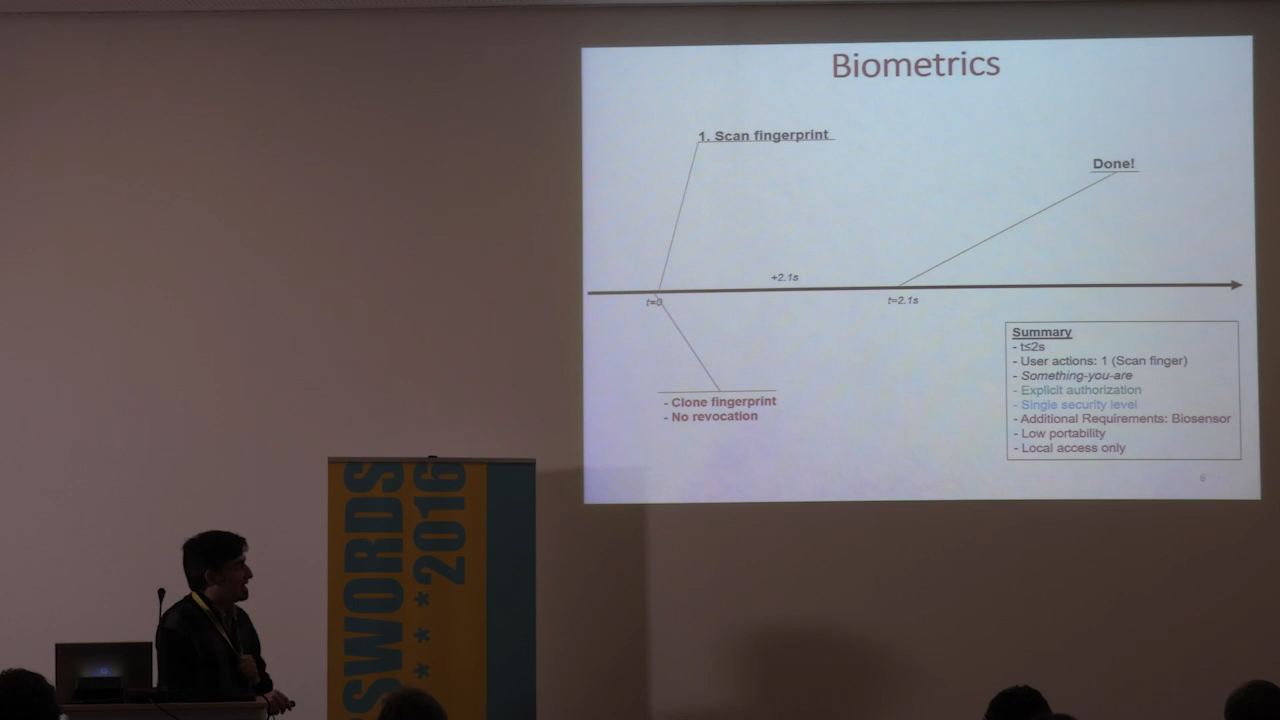 Biometrics
1. Scan fingerprint
Done!
+2.1s
t=0
t=2.1s
- Clone fingerprint
- No revocation
Summary
- t≤2s
- User actions: 1 (Scan finger)
- Something-you-are
- Explicit authorization
- Single security level
- Additional Requirements: Biosensor
- Low portability
- Local access only
6
SWORDS
* * *2016